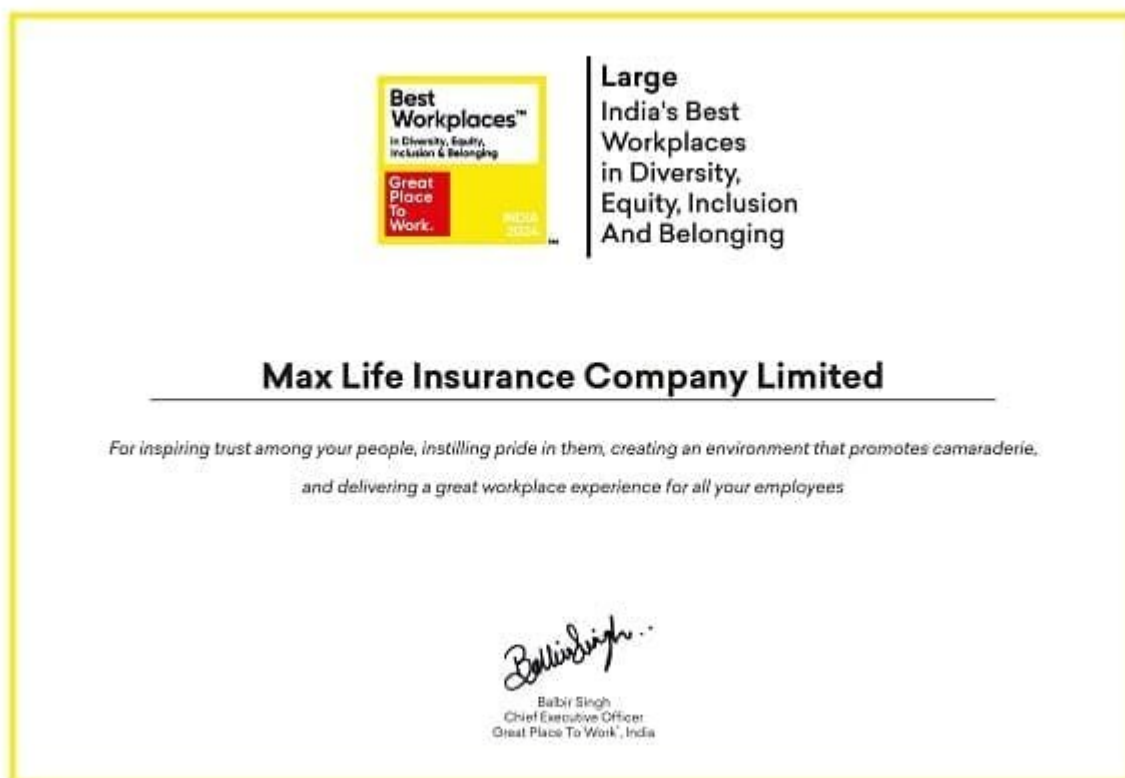 Best
Workplaces™
in Diversity, Equity,
Inclusion & Belonging
Great
Place
To
Work.
INDIA
2024
Large
India's Best
Workplaces
in Diversity,
Equity, Inclusion
And Belonging
Max Life Insurance Company Limited
For inspiring trust among your people, instilling pride in them, creating an environment that promotes camaraderie,
and delivering a great workplace experience for all your employees
Balbir Singh
Chief Executive Officer
Great Place To Work®, India